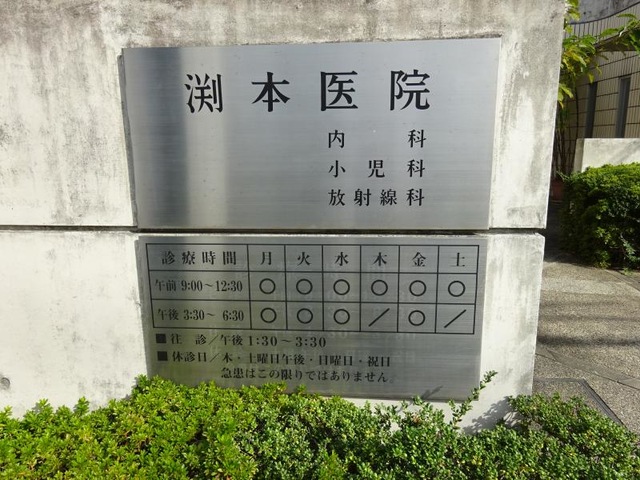 渕本医院
内科
小児科
放射線科
診療時間 月 火 水 木 金 土
午前 9:00～12:30 ○ ○ ○ ○ ○ ○
午後 3:30～ 6:30 ○ ○ ○ ／ ○ ／
■往 診／午後1:30～3:30
■休診日／木・土曜日午後・日曜日・祝日
急患はこの限りではありません。